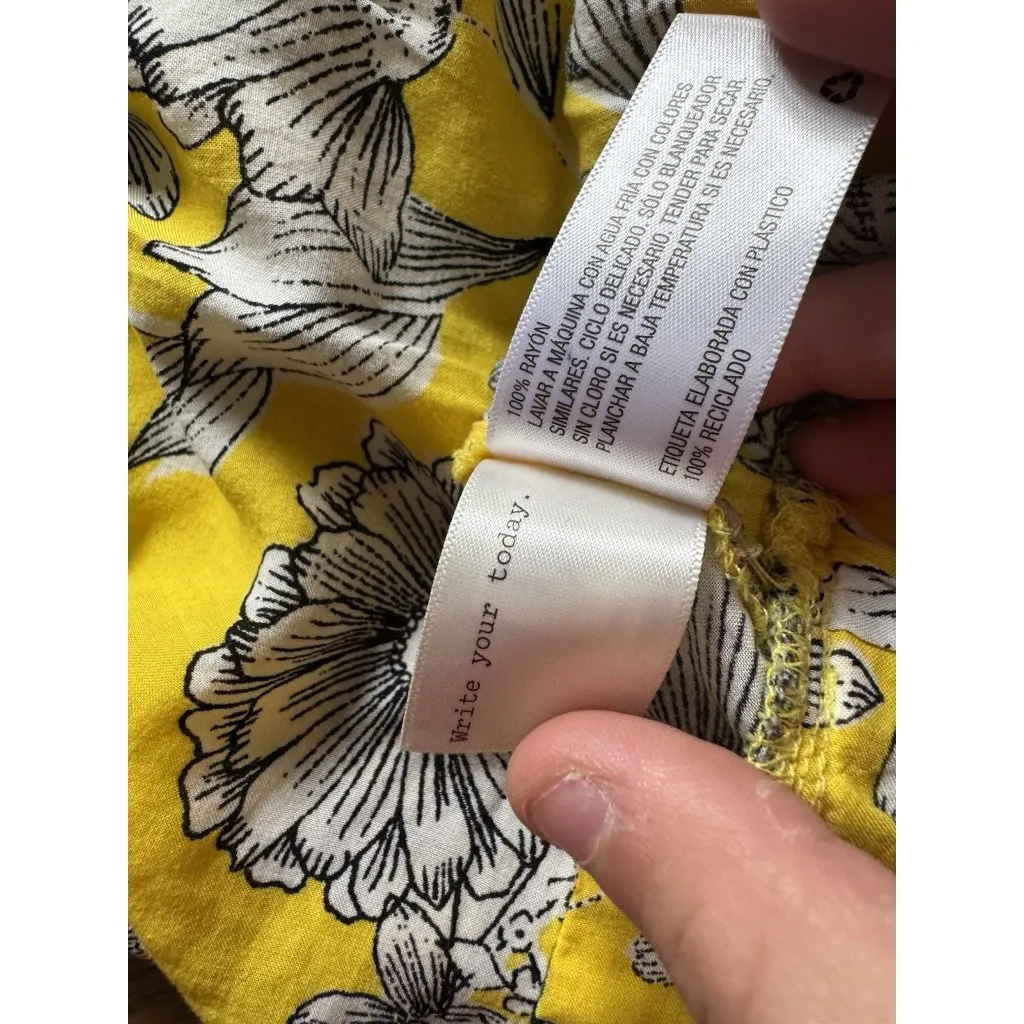 100% RAYÓN
LAVAR A MÁQUINA CON AGUA FRÍA CON COLORES
SIMILARES. CICLO DELICADO. SÓLO BLANQUEADOR
SIN CLORO SI ES NECESARIO. TENDER PARA SECAR.
PLANCHAR A BAJA TEMPERATURA SI ES NECESARIO.
ETIQUETA ELABORADA CON PLÁSTICO
100% RECICLADO
Write your today.